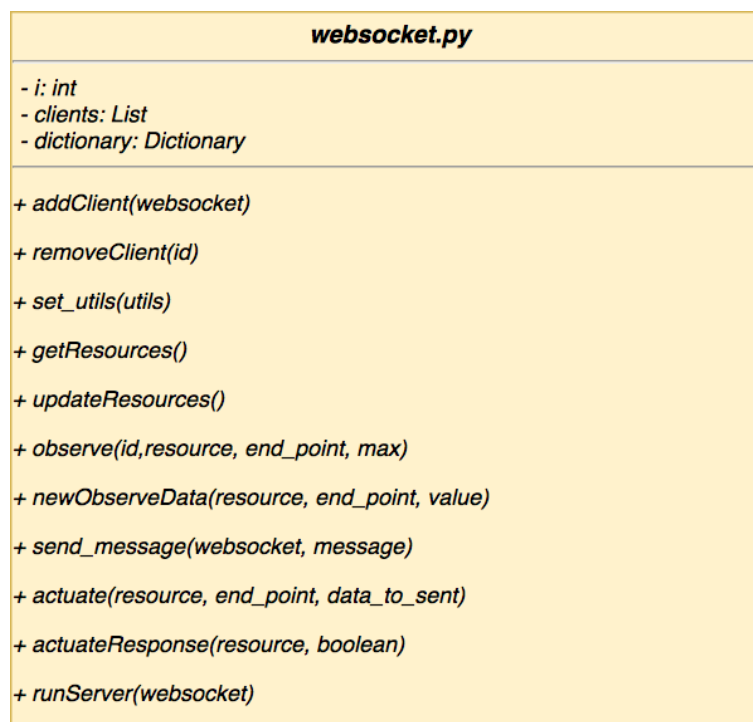 websocket.py
- i: int
- clients: List
- dictionary: Dictionary
+ addClient(websocket)
+ removeClient(id)
+ set_utils(utils)
+ getResources()
+ updateResources()
+ observe(id,resource, end_point, max)
+ newObserveData(resource, end_point, value)
+ send_message(websocket, message)
+ actuate(resource, end_point, data_to_sent)
+ actuateResponse(resource, boolean)
+ runServer(websocket)